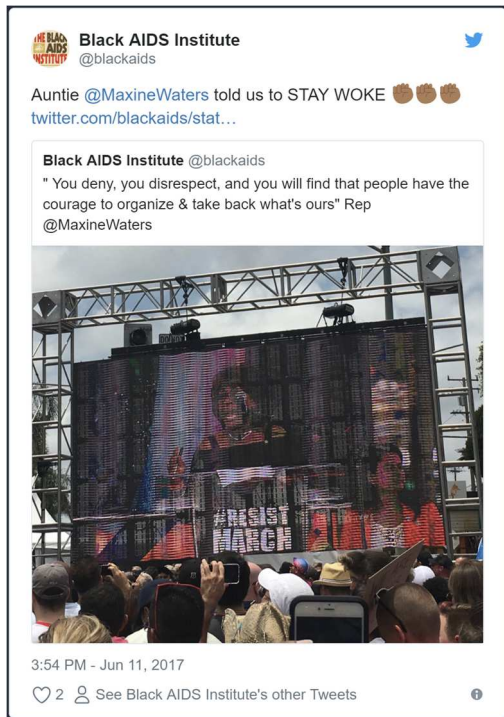 THE BLACK
AIDS
INSTITUTE
Black AIDS Institute
@blackaids
Auntie @MaxineWaters told us to STAY WOKE ✊🏾✊🏾✊🏾
twitter.com/blackaids/stat…
Black AIDS Institute @blackaids
" You deny, you disrespect, and you will find that people have the
courage to organize & take back what's ours" Rep
@MaxineWaters
#RESIST
MARCH
3:54 PM - Jun 11, 2017
2 See Black AIDS Institute's other Tweets